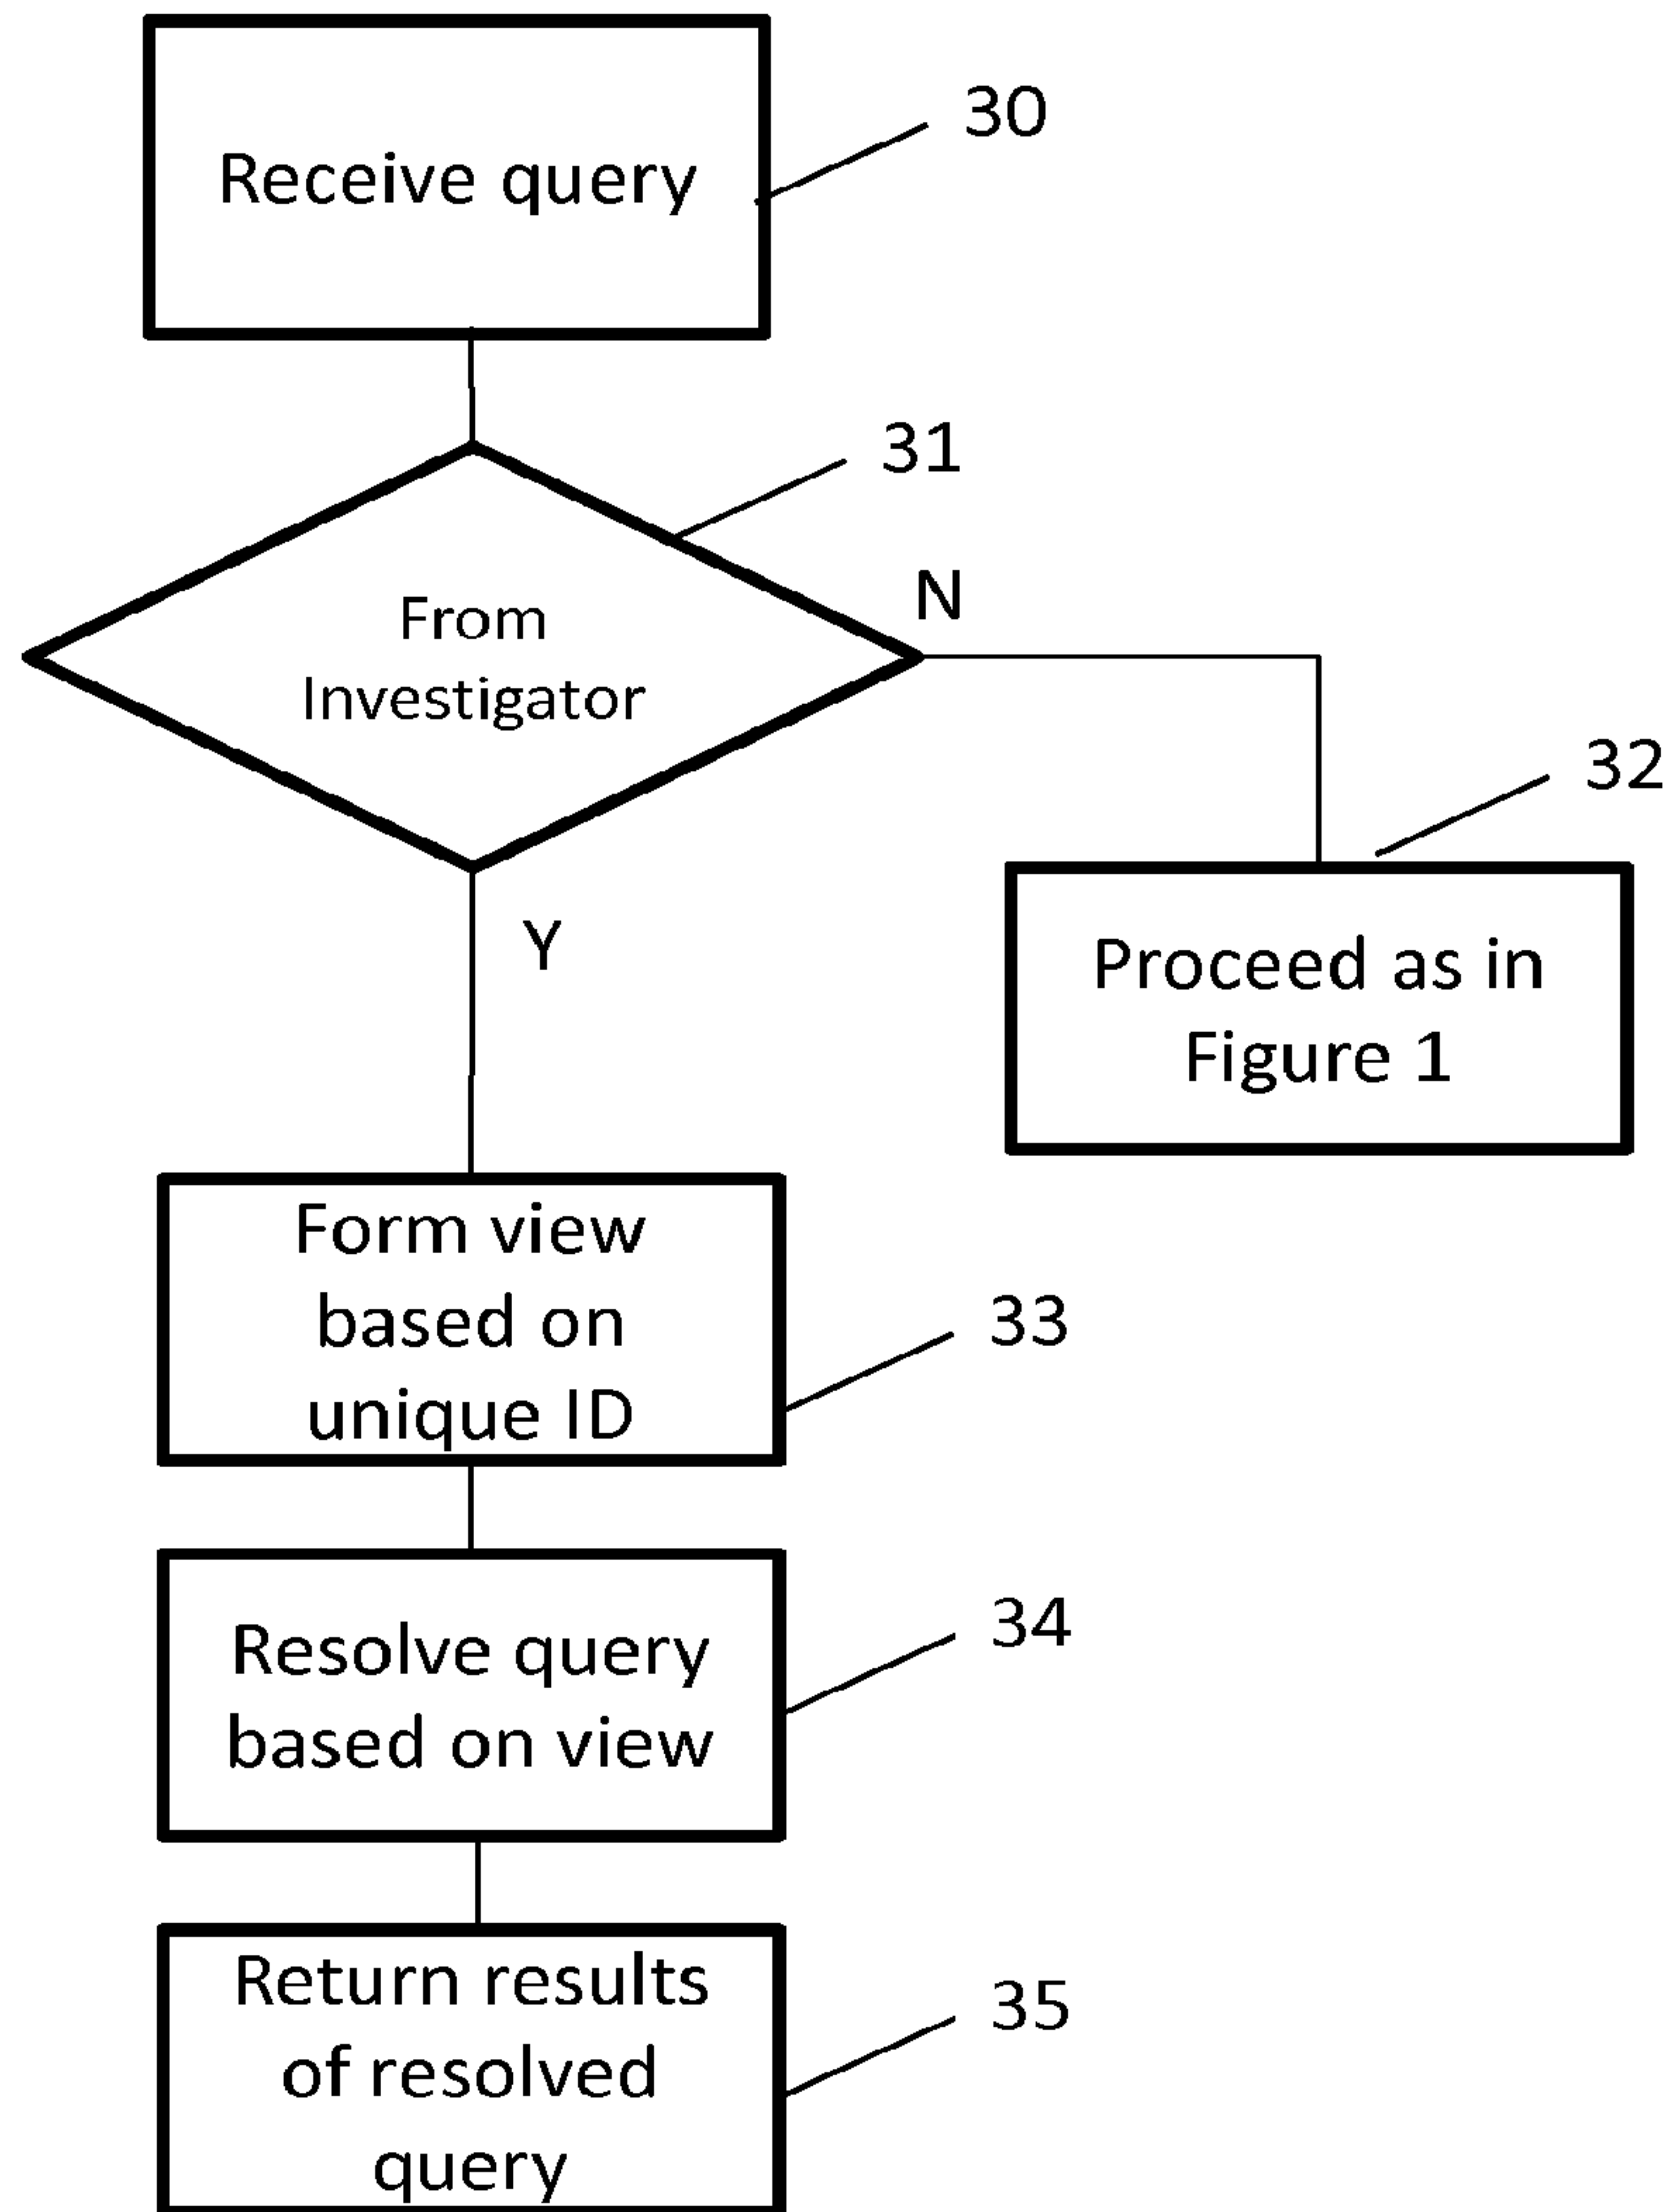 Receive query
30
31
From
Investigator
N
32
Proceed as in
Figure 1
Y
Form view
based on
unique ID
33
Resolve query
based on view
34
Return results
of resolved
query
35